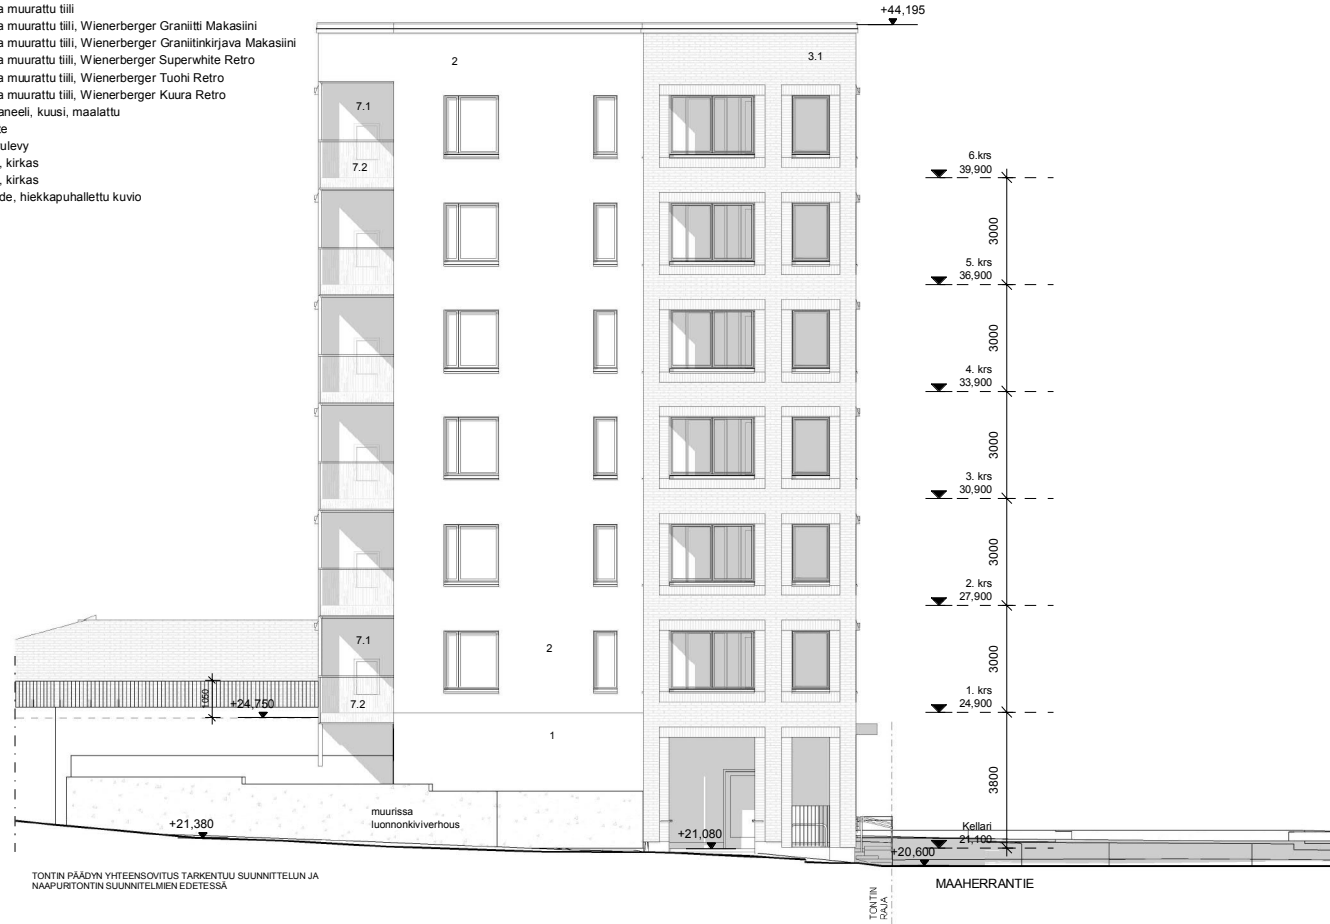 a muurattu tiili
a muurattu tiili, Wienerberger Graniitti Makasiini
a muurattu tiili, Wienerberger Graniitinkirjava Makasiini
a muurattu tiili, Wienerberger Superwhite Retro
a muurattu tiili, Wienerberger Tuohi Retro
a muurattu tiili, Wienerberger Kuura Retro
aneeli, kuusi, maalattu
te
ulevy
, kirkas
, kirkas
de, hiekkapuhallettu kuvio
+44,195
2
3.1
7.1
7.2
6.krs
39,900
3000
5. krs
36,900
3000
4. krs
33,900
3000
3. krs
30,900
3000
2. krs
27,900
3000
1. krs
24,900
3800
Kellari
21,100
7.1
2
7.2
1
1050
+24,750
muurissa
luonnonkiviverhous
+21,380
+21,080
+20,600
MAAHERRANTIE
TONTIN
RAJA
TONTIN PÄÄDYN YHTEENSOVITUS TARKENTUU SUUNNITTELUN JA
NAAPURITONTIN SUUNNITELMIEN EDETESSÄ